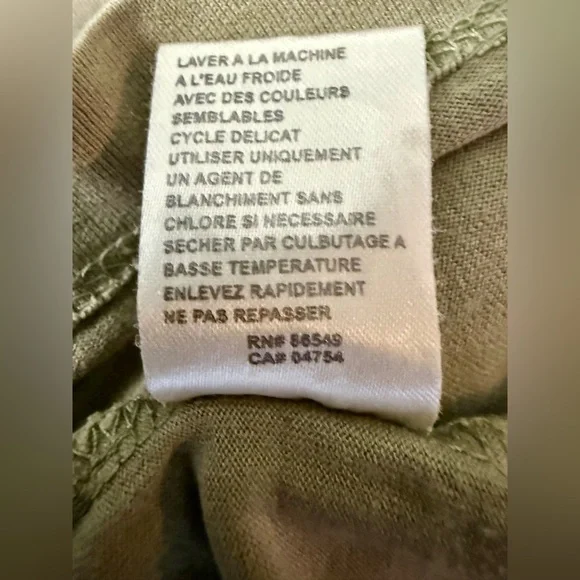 LAVER A LA MACHINE
A L'EAU FROIDE
AVEC DES COULEURS
SEMBLABLES
CYCLE DELICAT
UTILISER UNIQUEMENT
UN AGENT DE
BLANCHIMENT SANS
CHLORE SI NECESSAIRE
SECHER PAR CULBUTAGE A
BASSE TEMPERATURE
ENLEVEZ RAPIDEMENT
NE PAS REPASSER
RN# 86549
CA# 04754